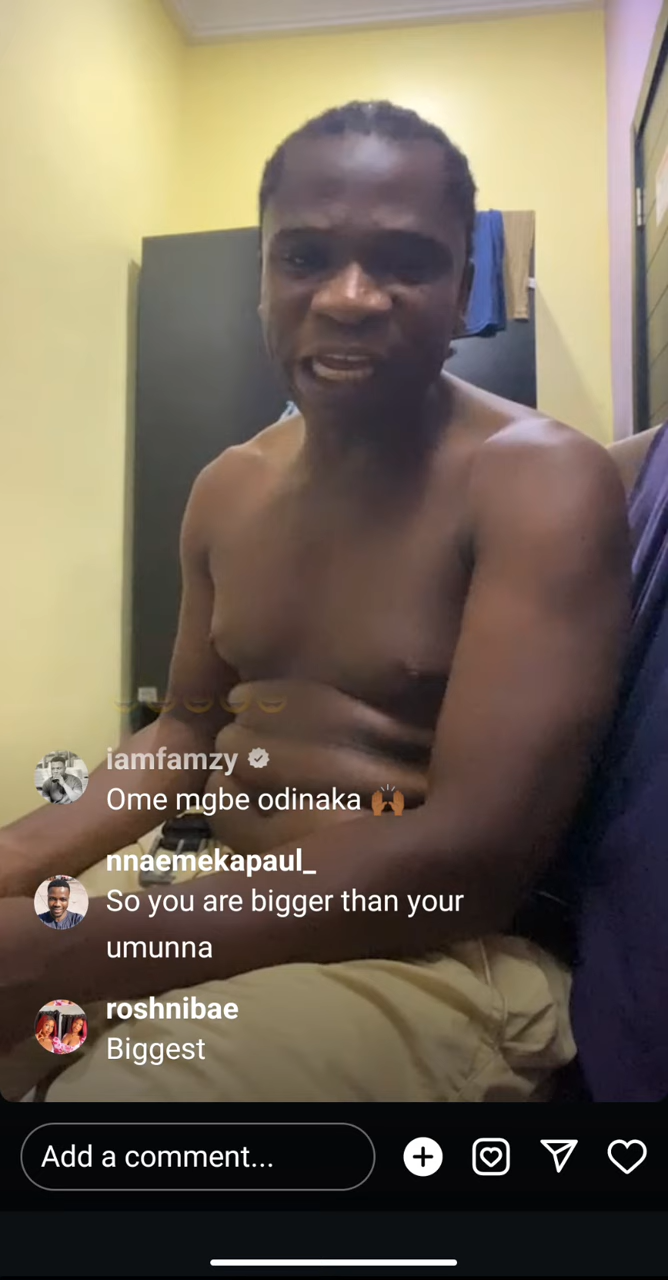 iamfamzy
Ome mgbe odinaka 🙌🏾
nnaemekapaul_
So you are bigger than your
umunna
roshnibae
Biggest
Add a comment...